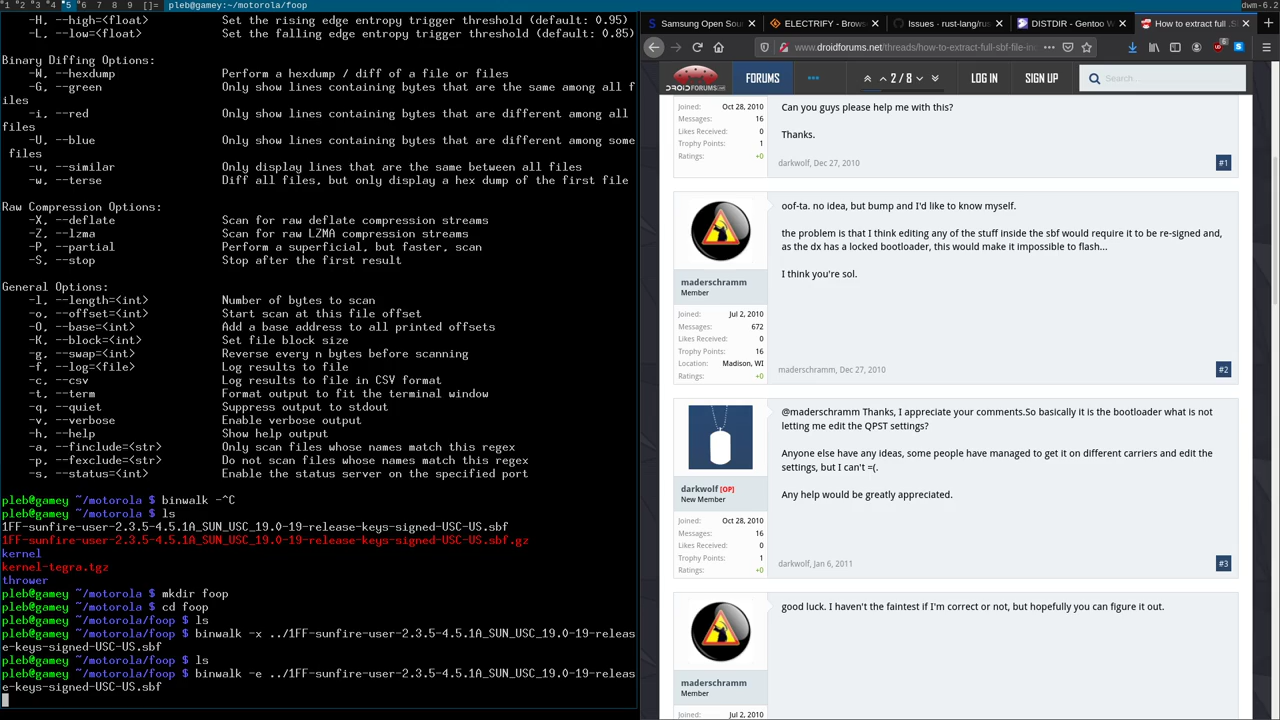 1 2 3 4 5 6 7 8 9 []= pleb@gamey:~/motorola/foop
dwm-6.2
-H, --high=<float> Set the rising edge entropy trigger threshold (default: 0.95)
-L, --low=<float> Set the falling edge entropy trigger threshold (default: 0.85)
Binary Diffing Options:
-W, --hexdump Perform a hexdump / diff of a file or files
-G, --green Only show lines containing bytes that are the same among all f
iles
-i, --red Only show lines containing bytes that are different among all
files
-U, --blue Only show lines containing bytes that are different among some
files
-u, --similar Only display lines that are the same between all files
-w, --terse Diff all files, but only display a hex dump of the first file
Raw Compression Options:
-X, --deflate Scan for raw deflate compression streams
-Z, --lzma Scan for raw LZMA compression streams
-P, --partial Perform a superficial, but faster, scan
-S, --stop Stop after the first result
General Options:
-l, --length=<int> Number of bytes to scan
-o, --offset=<int> Start scan at this file offset
-O, --base=<int> Add a base address to all printed offsets
-K, --block=<int> Set file block size
-g, --swap=<int> Reverse every n bytes before scanning
-f, --log=<file> Log results to file
-c, --csv Log results to file in CSV format
-t, --term Format output to fit the terminal window
-q, --quiet Suppress output to stdout
-v, --verbose Enable verbose output
-h, --help Show help output
-a, --finclude=<str> Only scan files whose names match this regex
-p, --fexclude=<str> Do not scan files whose names match this regex
-s, --status=<int> Enable the status server on the specified port
pleb@gamey ~/motorola $ binwalk -^C
pleb@gamey ~/motorola $ ls
1FF-sunfire-user-2.3.5-4.5.1A_SUN_USC_19.0-19-release-keys-signed-USC-US.sbf
1FF-sunfire-user-2.3.5-4.5.1A_SUN_USC_19.0-19-release-keys-signed-USC-US.sbf.gz
kernel
kernel-tegra.tgz
thrower
pleb@gamey ~/motorola $ mkdir foop
pleb@gamey ~/motorola $ cd foop
pleb@gamey ~/motorola/foop $ ls
pleb@gamey ~/motorola/foop $ binwalk -x ../1FF-sunfire-user-2.3.5-4.5.1A_SUN_USC_19.0-19-releas
e-keys-signed-USC-US.sbf
pleb@gamey ~/motorola/foop $ ls
pleb@gamey ~/motorola/foop $ binwalk -e ../1FF-sunfire-user-2.3.5-4.5.1A_SUN_USC_19.0-19-releas
e-keys-signed-USC-US.sbf
Samsung Open Sou
ELECTRIFY - Brows
Issues - rust-lang/rus
DISTDIR - Gentoo W
How to extract full .S
www.droidforums.net/threads/how-to-extract-full-sbf-file-in
DROIDFORUMS.net
FORUMS
2 / 8
LOG IN
SIGN UP
Search...
Joined: Oct 28, 2010
Messages: 16
Likes Received: 0
Trophy Points: 1
Ratings: +0
Can you guys please help me with this?
Thanks.
darkwolf, Dec 27, 2010
#1
maderschramm
Member
Joined: Jul 2, 2010
Messages: 672
Likes Received: 0
Trophy Points: 16
Location: Madison, WI
Ratings: +0
oof-ta. no idea, but bump and I'd like to know myself.
the problem is that I think editing any of the stuff inside the sbf would require it to be re-signed and,
as the dx has a locked bootloader, this would make it impossible to flash...
I think you're sol.
maderschramm, Dec 27, 2010
#2
darkwolf [OP]
New Member
Joined: Oct 28, 2010
Messages: 16
Likes Received: 0
Trophy Points: 1
Ratings: +0
@maderschramm Thanks, I appreciate your comments.So basically it is the bootloader what is not
letting me edit the QPST settings?
Anyone else have any ideas, some people have managed to get it on different carriers and edit the
settings, but I can't =(.
Any help would be greatly appreciated.
darkwolf, Jan 6, 2011
#3
maderschramm
Member
Joined: Jul 2, 2010
good luck. I haven't the faintest if I'm correct or not, but hopefully you can figure it out.